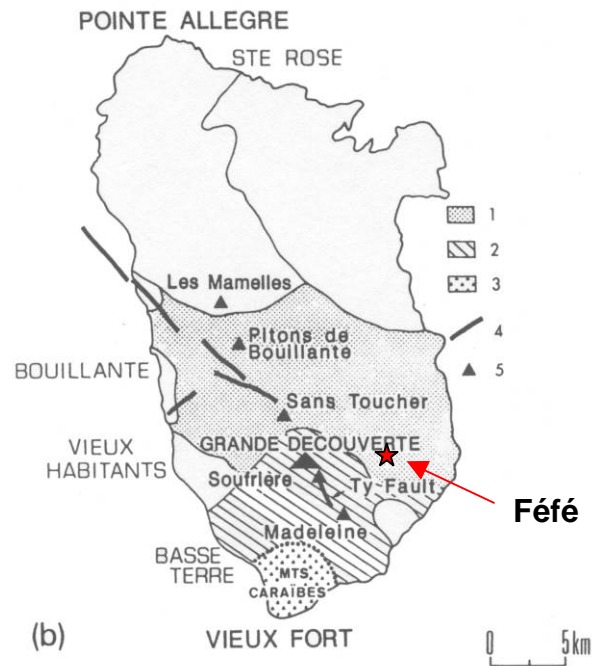 POINTE ALLEGRE
STE ROSE
1
2
3
4
5
Les Mamelles
Pitons de
Bouillante
BOUILLANTE
Sans Toucher
VIEUX
HABITANTS
GRANDE DECOUVERTE
Soufrière
Ty Fault
Féfé
Madeleine
BASSE
TERRE
MTS
CARAÏBES
(b)
VIEUX FORT
0 5km